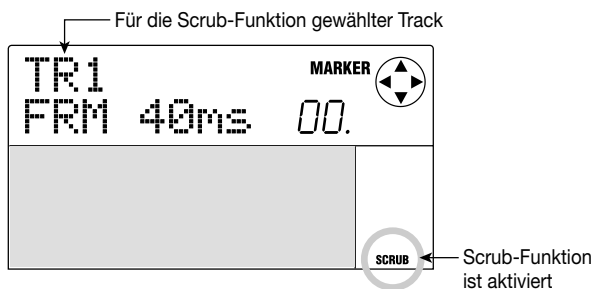 Für die Scrub-Funktion gewählter Track
TR1
MARKER
FRM 40ms 00.
SCRUB
Scrub-Funktion
ist aktiviert